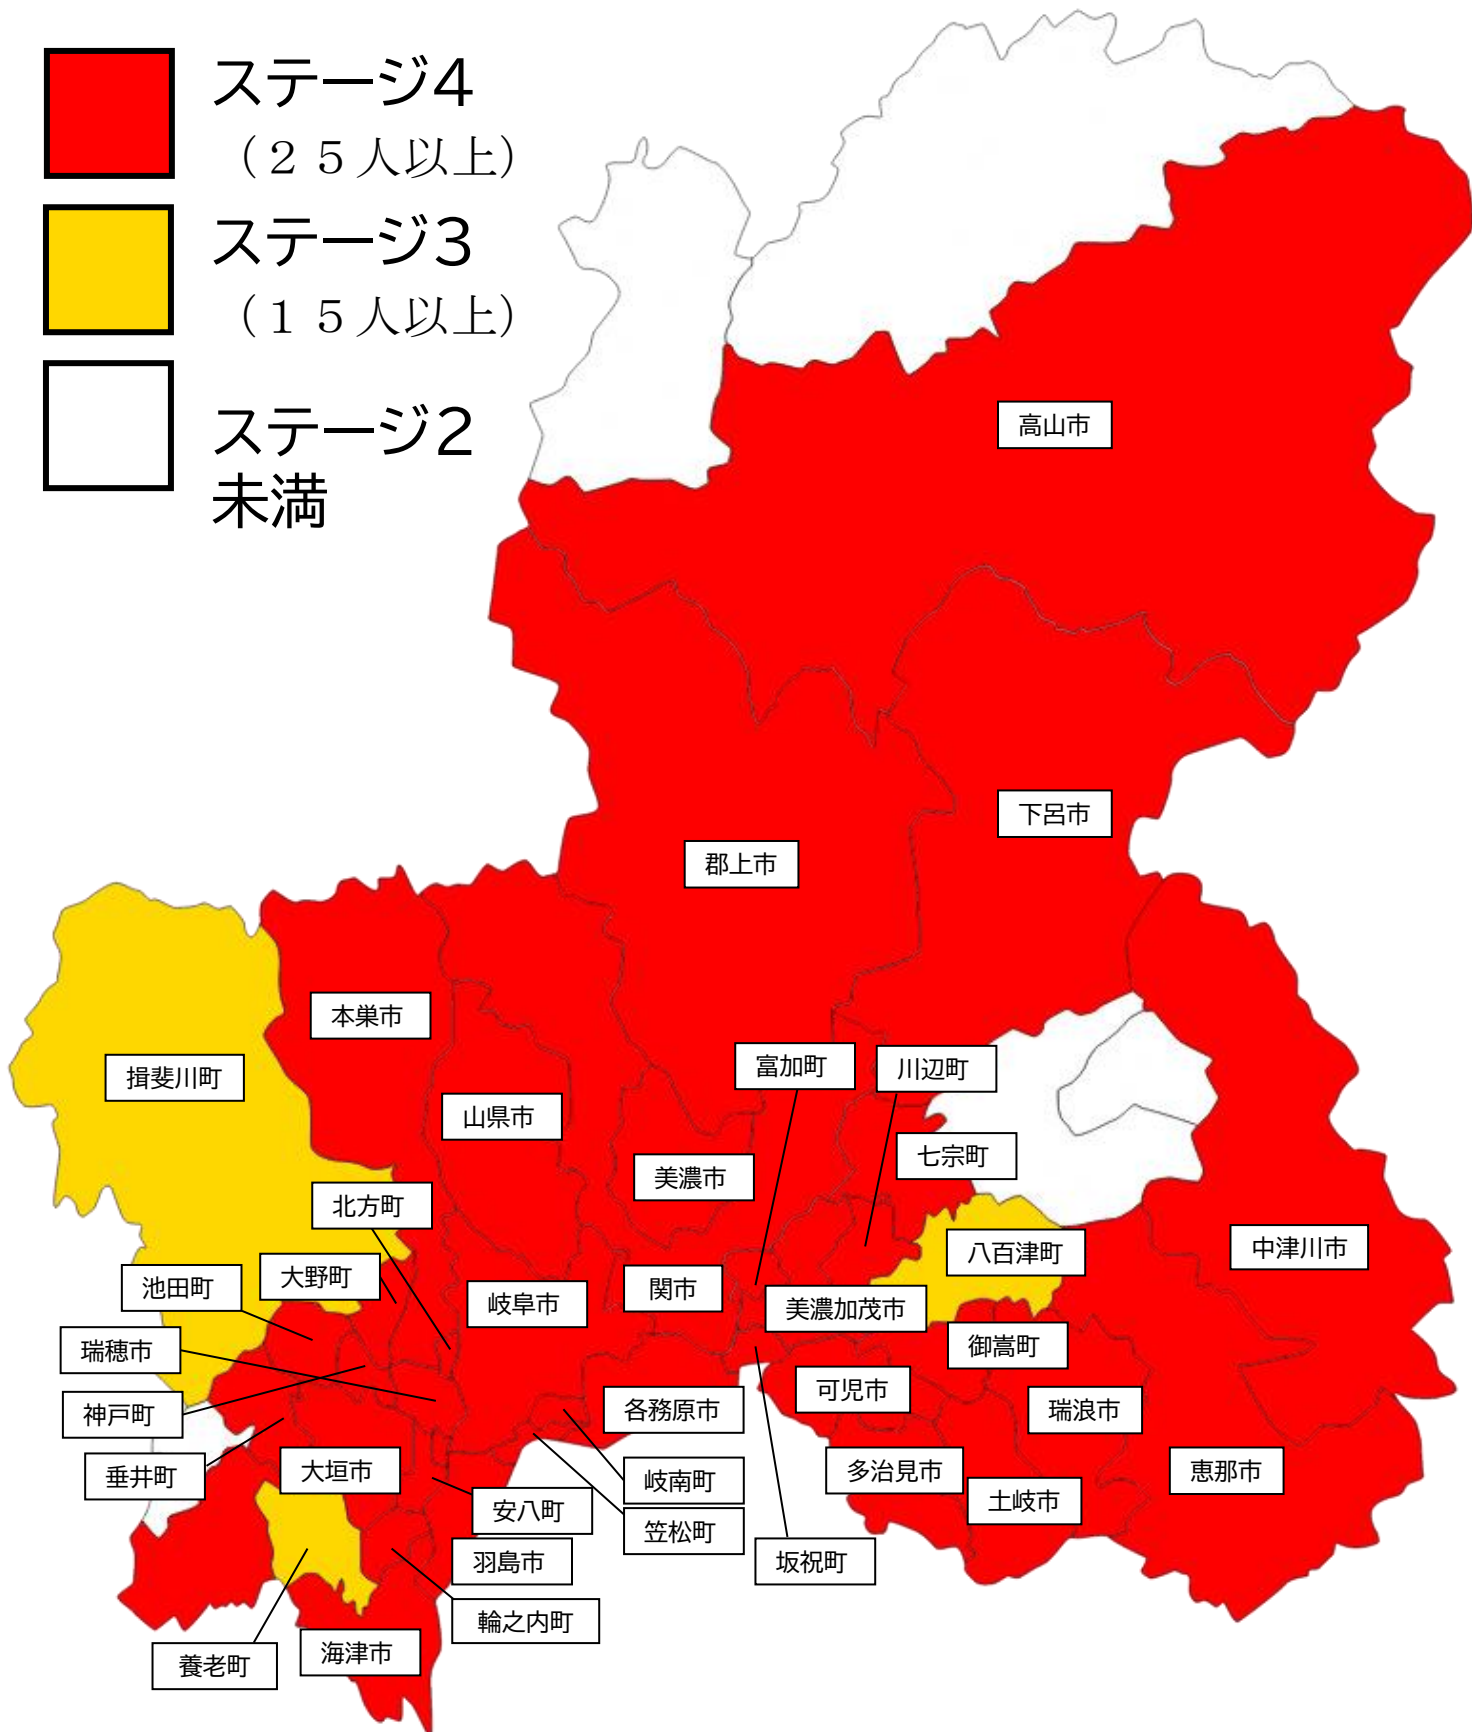 ステージ4
（２５人以上）
ステージ3
（１５人以上）
ステージ2
未満
高山市
下呂市
郡上市
本巣市
揖斐川町
富加町
川辺町
山県市
七宗町
美濃市
北方町
八百津町
中津川市
大野町
池田町
岐阜市
関市
美濃加茂市
御嵩町
瑞穂市
可児市
各務原市
瑞浪市
神戸町
垂井町
大垣市
多治見市
恵那市
岐南町
土岐市
安八町
笠松町
羽島市
坂祝町
輪之内町
海津市
養老町